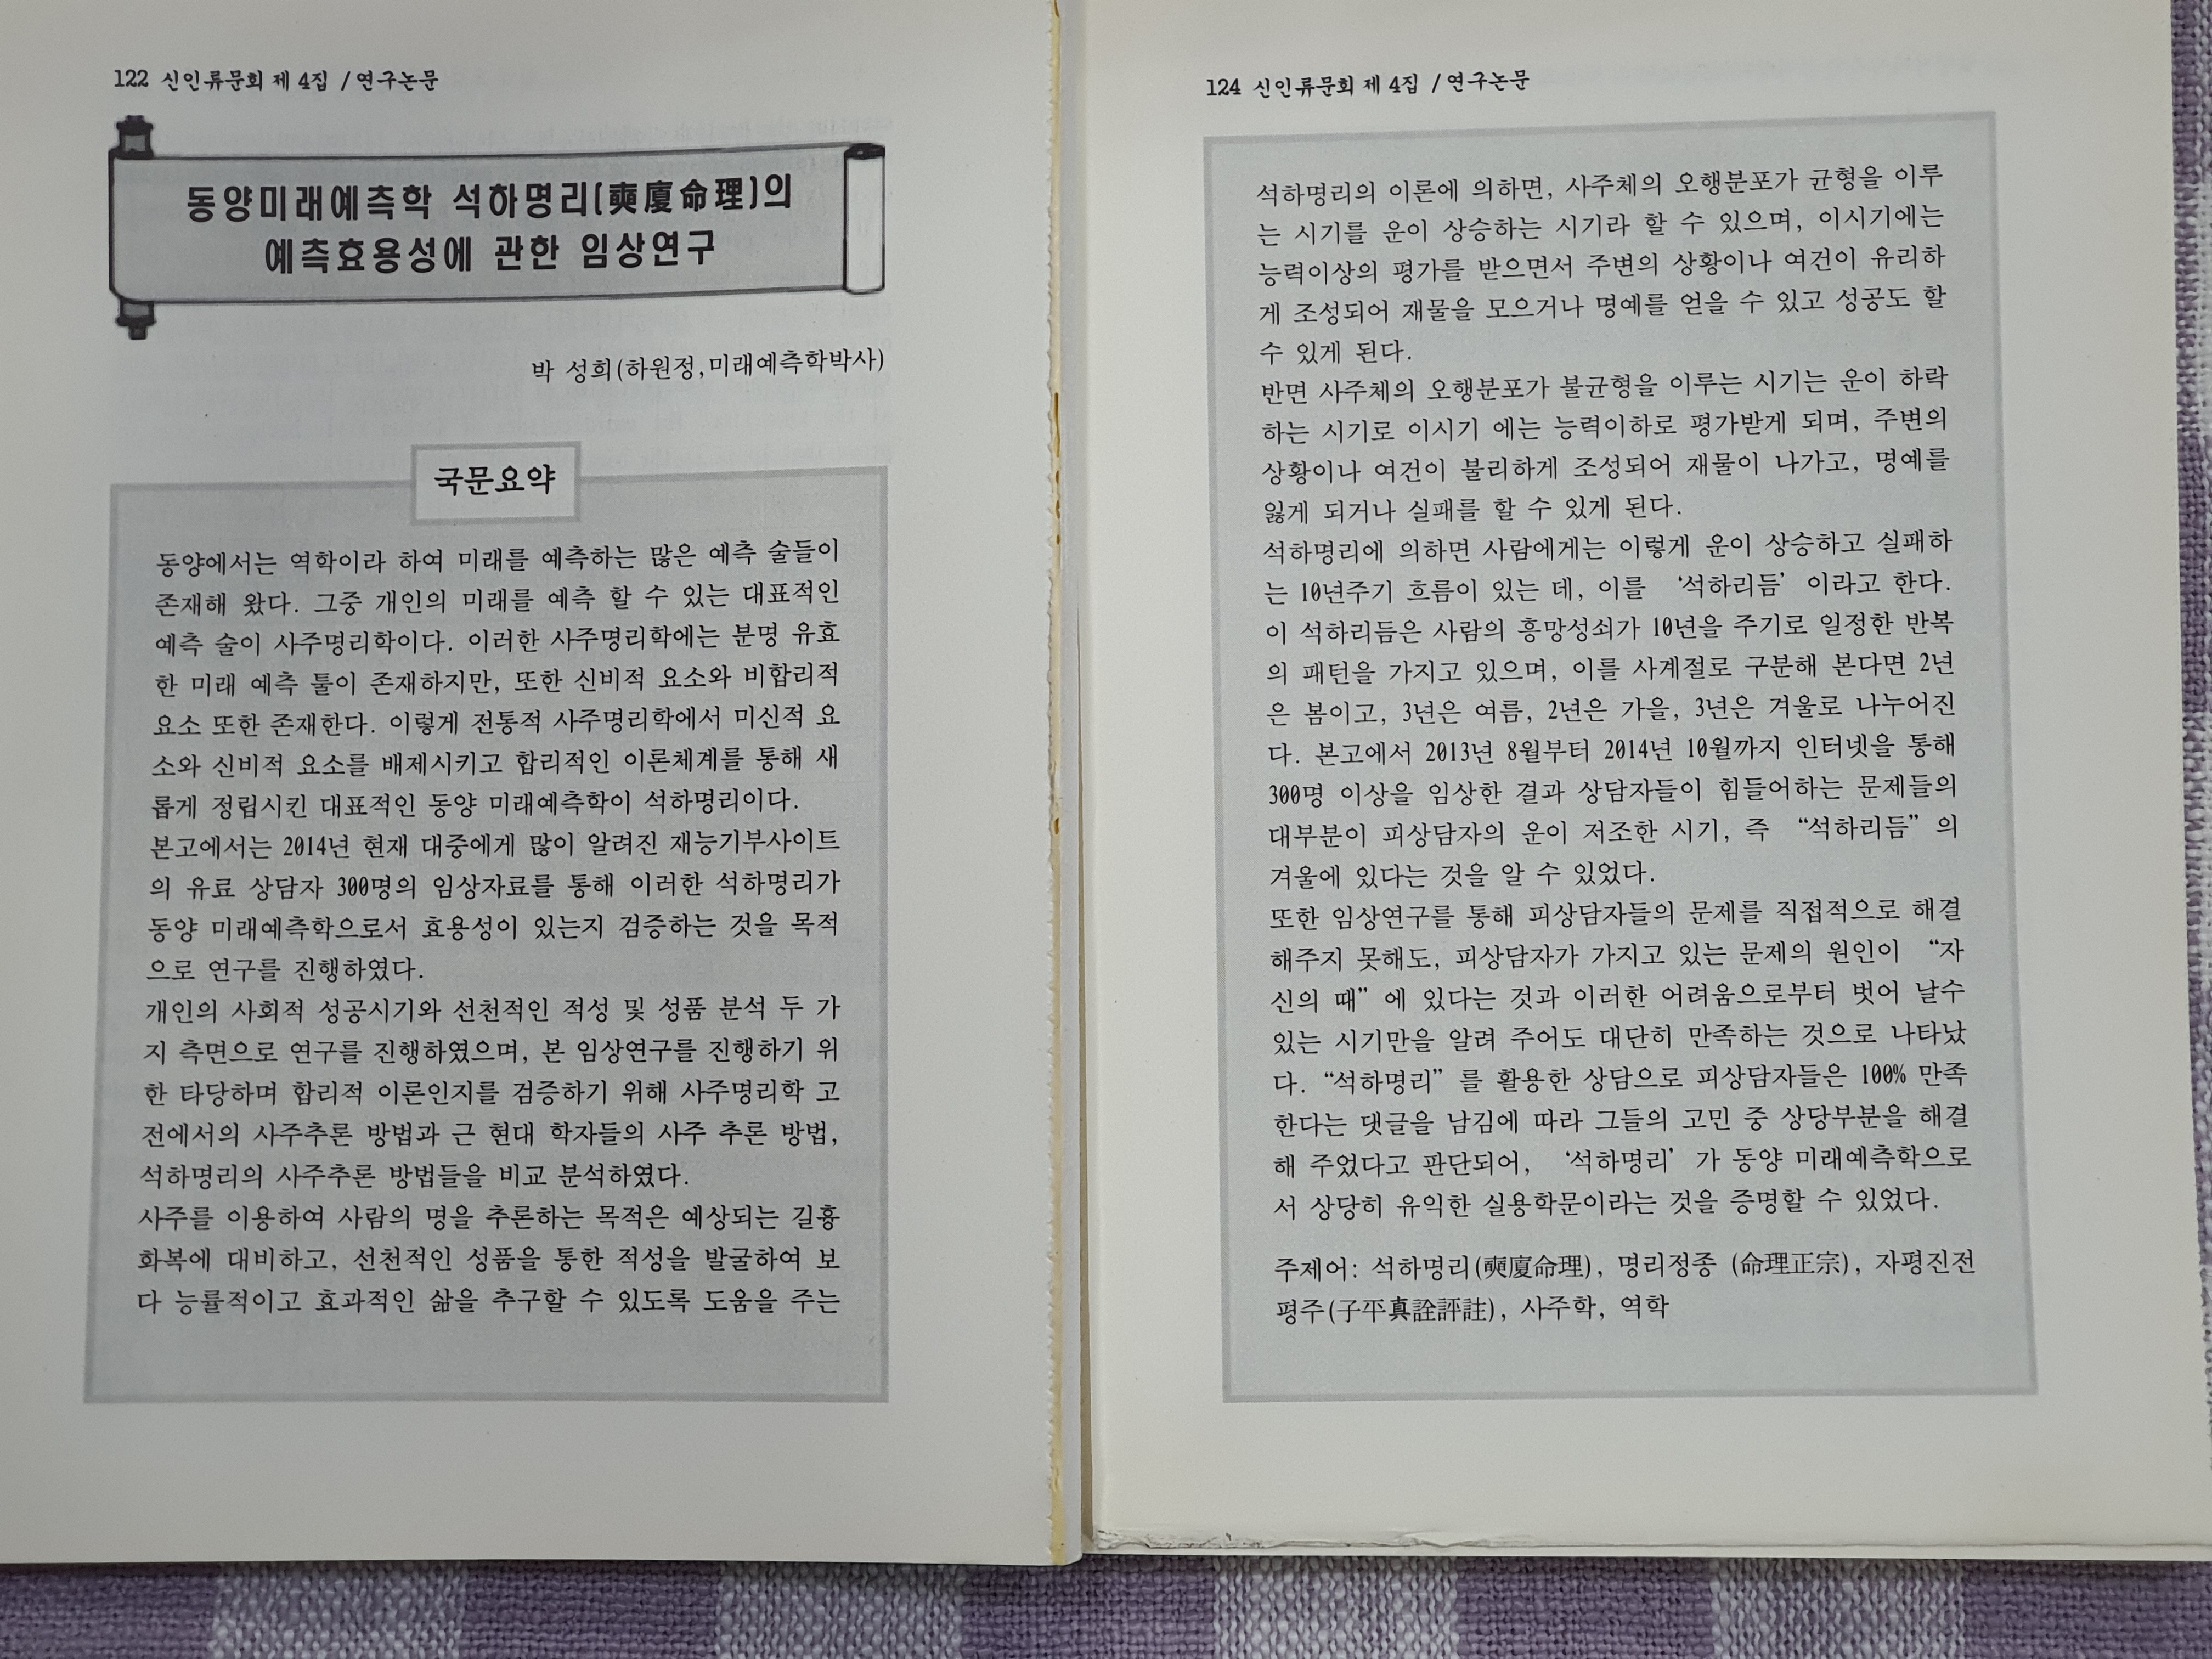 122 신인류문회 제 4집 / 연구논문
동양미래예측학 석하명리(奭廈命理)의
예측효용성에 관한 임상연구
박 성희(하원정,미래예측학박사)
국문요약
동양에서는 역학이라 하여 미래를 예측하는 많은 예측 술들이
존재해 왔다. 그중 개인의 미래를 예측 할 수 있는 대표적인
예측 술이 사주명리학이다. 이러한 사주명리학에는 분명 유효
한 미래 예측 툴이 존재하지만, 또한 신비적 요소와 비합리적
요소 또한 존재한다. 이렇게 전통적 사주명리학에서 미신적 요
소와 신비적 요소를 배제시키고 합리적인 이론체계를 통해 새
롭게 정립시킨 대표적인 동양 미래예측학이 석하명리이다.
본고에서는 2014년 현재 대중에게 많이 알려진 재능기부사이트
의 유료 상담자 300명의 임상자료를 통해 이러한 석하명리가
동양 미래예측학으로서 효용성이 있는지 검증하는 것을 목적
으로 연구를 진행하였다.
개인의 사회적 성공시기와 선천적인 적성 및 성품 분석 두 가
지 측면으로 연구를 진행하였으며, 본 임상연구를 진행하기 위
한 타당하며 합리적 이론인지를 검증하기 위해 사주명리학 고
전에서의 사주추론 방법과 근 현대 학자들의 사주 추론 방법,
석하명리의 사주추론 방법들을 비교 분석하였다.
사주를 이용하여 사람의 명을 추론하는 목적은 예상되는 길흉
화복에 대비하고, 선천적인 성품을 통한 적성을 발굴하여 보
다 능률적이고 효과적인 삶을 추구할 수 있도록 도움을 주는
124 신인류문회 제 4집 / 연구논문
석하명리의 이론에 의하면, 사주체의 오행분포가 균형을 이루
는 시기를 운이 상승하는 시기라 할 수 있으며, 이시기에는
능력이상의 평가를 받으면서 주변의 상황이나 여건이 유리하
게 조성되어 재물을 모으거나 명예를 얻을 수 있고 성공도 할
수 있게 된다.
반면 사주체의 오행분포가 불균형을 이루는 시기는 운이 하락
하는 시기로 이시기 에는 능력이하로 평가받게 되며, 주변의
상황이나 여건이 불리하게 조성되어 재물이 나가고, 명예를
잃게 되거나 실패를 할 수 있게 된다.
석하명리에 의하면 사람에게는 이렇게 운이 상승하고 실패하
는 10년주기 흐름이 있는 데, 이를 ‘석하리듬’ 이라고 한다.
이 석하리듬은 사람의 흥망성쇠가 10년을 주기로 일정한 반복
의 패턴을 가지고 있으며, 이를 사계절로 구분해 본다면 2년
은 봄이고, 3년은 여름, 2년은 가을, 3년은 겨울로 나누어진
다. 본고에서 2013년 8월부터 2014년 10월까지 인터넷을 통해
300명 이상을 임상한 결과 상담자들이 힘들어하는 문제들의
대부분이 피상담자의 운이 저조한 시기, 즉 “석하리듬” 의
겨울에 있다는 것을 알 수 있었다.
또한 임상연구를 통해 피상담자들의 문제를 직접적으로 해결
해주지 못해도, 피상담자가 가지고 있는 문제의 원인이 “자
신의 때” 에 있다는 것과 이러한 어려움으로부터 벗어 날수
있는 시기만을 알려 주어도 대단히 만족하는 것으로 나타났
다. “석하명리” 를 활용한 상담으로 피상담자들은 100% 만족
한다는 댓글을 남김에 따라 그들의 고민 중 상당부분을 해결
해 주었다고 판단되어, ‘석하명리’ 가 동양 미래예측학으로
서 상당히 유익한 실용학문이라는 것을 증명할 수 있었다.
주제어: 석하명리(奭廈命理), 명리정종 (命理正宗), 자평진전
평주(子平真詮評註), 사주학, 역학